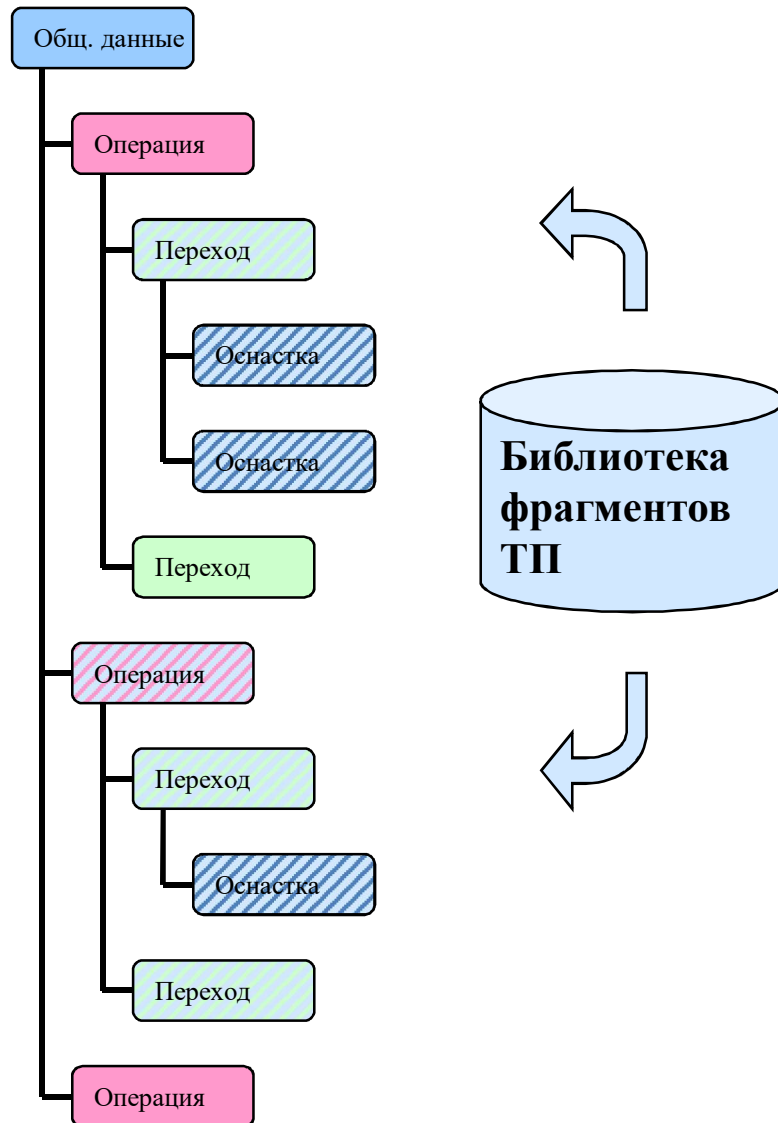 Общ. данные
Операция
Переход
Оснастка
Оснастка
Переход
Операция
Переход
Оснастка
Переход
Операция
Библиотека
фрагментов
ТП